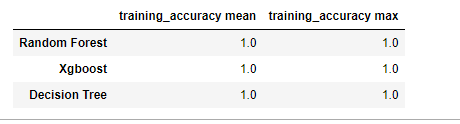 training_accuracy mean training_accuracy max
Random Forest 1.0 1.0
Xgboost 1.0 1.0
Decision Tree 1.0 1.0